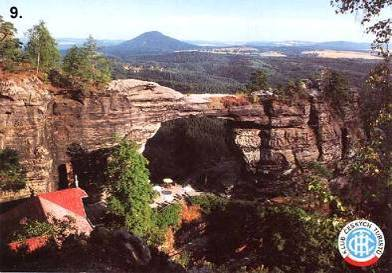 9.
KLUB ČESKÝCH TURISTŮ